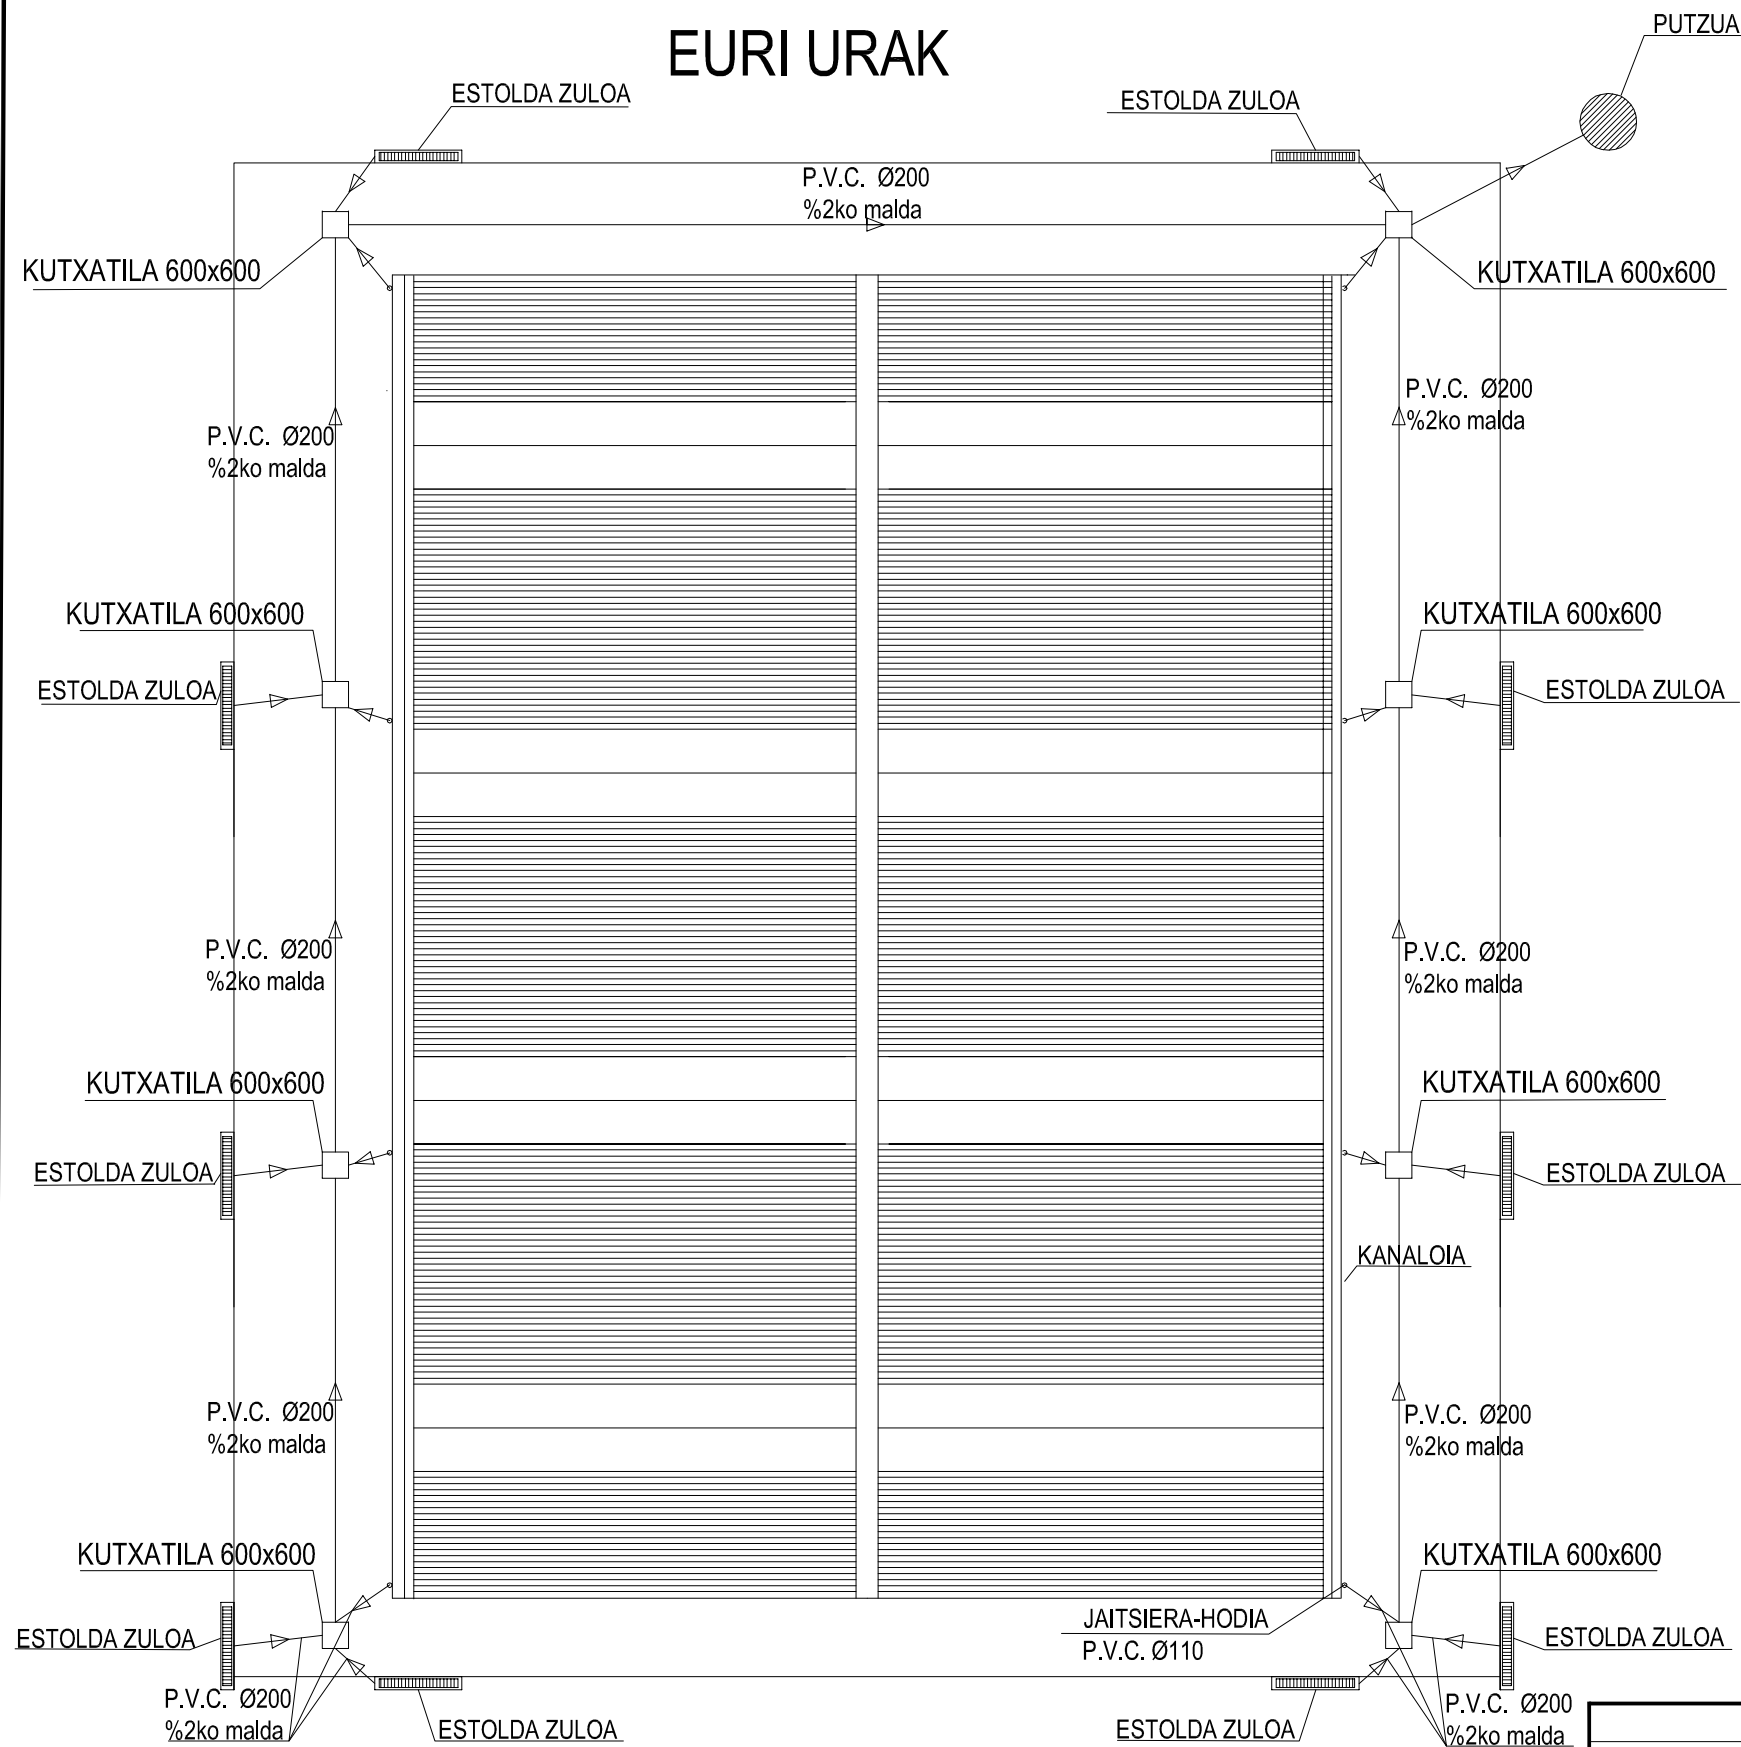 EURI URAK
PUTZUA
ESTOLDA ZULOA
ESTOLDA ZULOA
P.V.C. Ø200
%2ko malda
KUTXATILA 600x600
KUTXATILA 600x600
P.V.C. Ø200
%2ko malda
P.V.C. Ø200
%2ko malda
KUTXATILA 600x600
KUTXATILA 600x600
ESTOLDA ZULOA
ESTOLDA ZULOA
P.V.C. Ø200
%2ko malda
P.V.C. Ø200
%2ko malda
KUTXATILA 600x600
KUTXATILA 600x600
ESTOLDA ZULOA
ESTOLDA ZULOA
KANALOIA
P.V.C. Ø200
%2ko malda
P.V.C. Ø200
%2ko malda
KUTXATILA 600x600
KUTXATILA 600x600
JAITSIERA-HODIA
P.V.C. Ø110
ESTOLDA ZULOA
ESTOLDA ZULOA
P.V.C. Ø200
%2ko malda
P.V.C. Ø200
%2ko malda
ESTOLDA ZULOA
ESTOLDA ZULOA